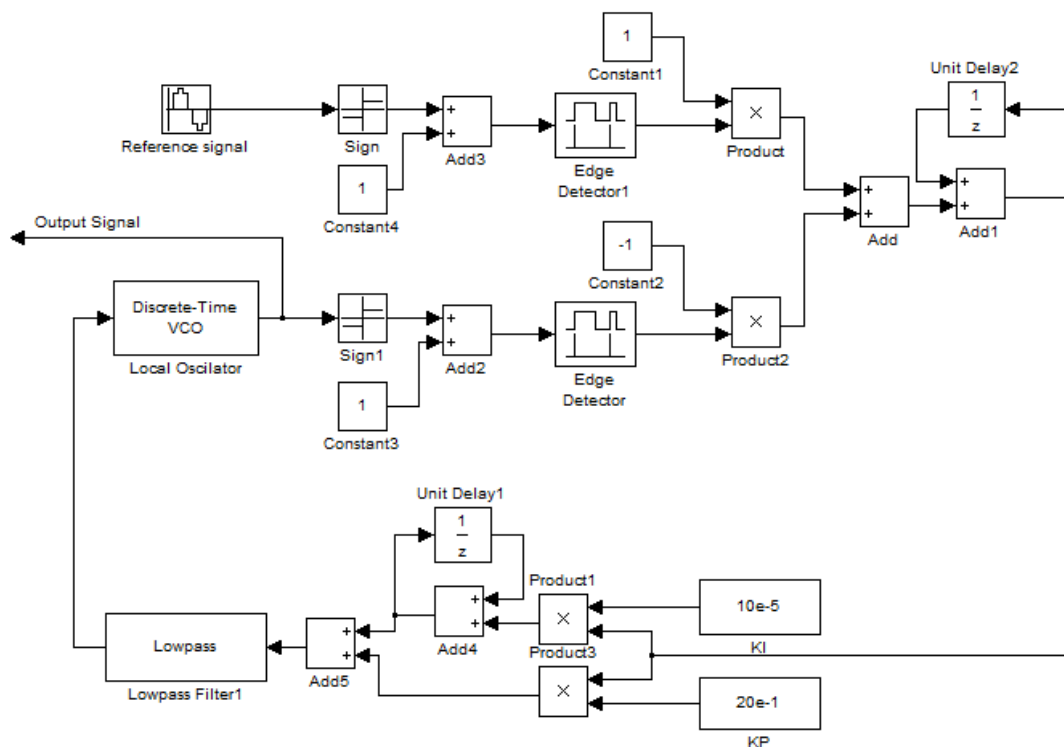 1
Constant1
Unit Delay2
1
z
Reference signal
Sign
+
+
Add3
Edge
Detector1
×
Product
1
Constant4
+
+
Add
+
+
Add1
Output Signal
-1
Constant2
Discrete-Time
VCO
Local Oscilator
Sign1
+
+
Add2
Edge
Detector
×
Product2
1
Constant3
Unit Delay1
1
z
Product1
+
+
Add4
×
10e-5
KI
Product3
Lowpass
Lowpass Filter1
+
+
Add5
×
20e-1
KP